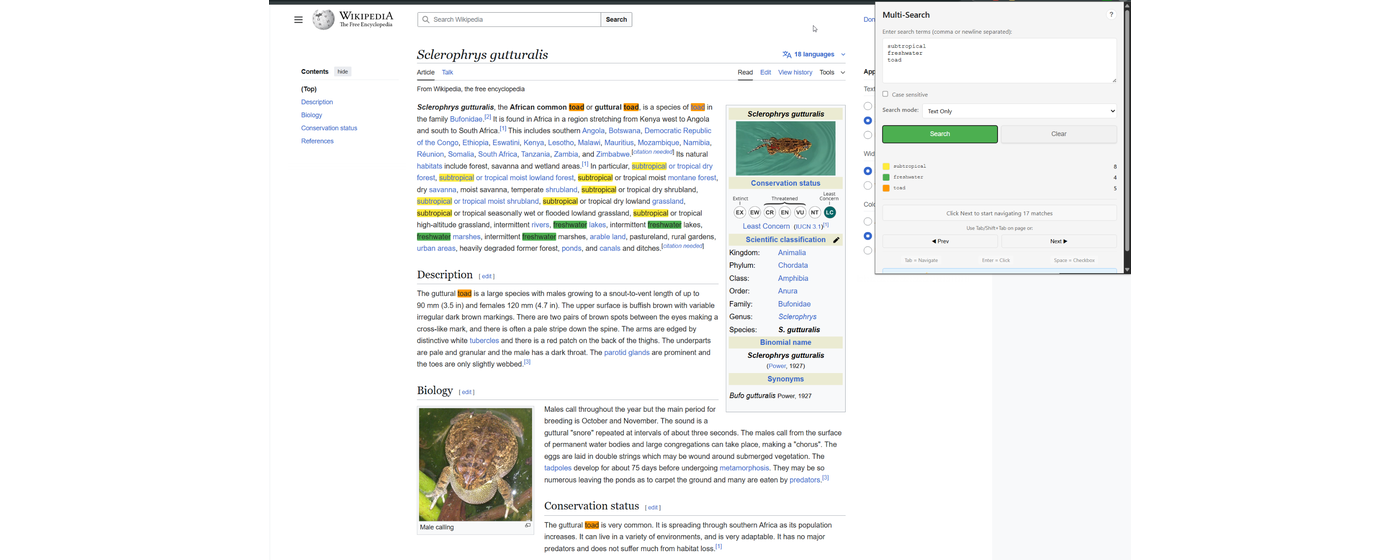 WIKIPEDIA
The Free Encyclopedia
Search Wikipedia
Search
Don
Contents
hide
(Top)
Description
Biology
Conservation status
References
Sclerophrys gutturalis
18 languages
Article
Talk
Read
Edit
View history
Tools
From Wikipedia, the free encyclopedia
Sclerophrys gutturalis, the African common toad or guttural toad, is a species of toad in
the family Bufonidae.[2] It is found in Africa in a region stretching from Kenya west to Angola
and south to South Africa.[1] This includes southern Angola, Botswana, Democratic Republic
of the Congo, Ethiopia, Eswatini, Kenya, Lesotho, Malawi, Mauritius, Mozambique, Namibia,
Réunion, Somalia, South Africa, Tanzania, Zambia, and Zimbabwe.[citation needed] Its natural
habitats include forest, savanna and wetland areas.[1] In particular, subtropical or tropical dry
forest, subtropical or tropical moist lowland forest, subtropical or tropical moist montane forest,
dry savanna, moist savanna, temperate shrubland, subtropical or tropical dry shrubland,
subtropical or tropical moist shrubland, subtropical or tropical dry lowland grassland,
subtropical or tropical seasonally wet or flooded lowland grassland, subtropical or tropical
high-altitude grassland, intermittent rivers, freshwater lakes, intermittent freshwater lakes,
freshwater marshes, intermittent freshwater marshes, arable land, pastureland, rural gardens,
urban areas, heavily degraded former forest, ponds, and canals and ditches.[citation needed]
Sclerophrys gutturalis
Conservation status
Extinct
Threatened
Least
Concern
EX EW CR EN VU NT LC
Least Concern (IUCN 3.1)[1]
Scientific classification
Kingdom: Animalia
Phylum: Chordata
Class: Amphibia
Order: Anura
Family: Bufonidae
Genus: Sclerophrys
Species: S. gutturalis
Binomial name
Sclerophrys gutturalis
(Power, 1927)
Synonyms
Bufo gutturalis Power, 1927
Description [ edit ]
The guttural toad is a large species with males growing to a snout-to-vent length of up to
90 mm (3.5 in) and females 120 mm (4.7 in). The upper surface is buffish brown with variable
irregular dark brown markings. There are two pairs of brown spots between the eyes making a
cross-like mark, and there is often a pale stripe down the spine. The arms are edged by
distinctive white tubercles and there is a red patch on the back of the thighs. The underparts
are pale and granular and the male has a dark throat. The parotid glands are prominent and
the toes are only slightly webbed.[3]
Biology [ edit ]
Male calling
Males call throughout the year but the main period for
breeding is October and November. The sound is a
guttural "snore" repeated at intervals of about three seconds. The males call from the surface
of permanent water bodies and large congregations can take place, making a "chorus". The
eggs are laid in double strings which may be wound around submerged vegetation. The
tadpoles develop for about 75 days before undergoing metamorphosis. They may be so
numerous leaving the ponds as to carpet the ground and many are eaten by predators.[3]
Conservation status [ edit ]
The guttural toad is very common. It is spreading through southern Africa as its population
increases. It can live in a variety of environments, and is very adaptable. It has no major
predators and does not suffer much from habitat loss.[1]
App
Text
Wid
Colo
Multi-Search
?
Enter search terms (comma or newline separated):
subtropical
freshwater
toad
Case sensitive
Search mode:
Text Only
Search
Clear
subtropical 8
freshwater 4
toad 5
Click Next to start navigating 17 matches
Use Tab/Shift+Tab on page or:
◀ Prev
Next ▶
Tab = Navigate
Enter = Click
Space = Checkbox